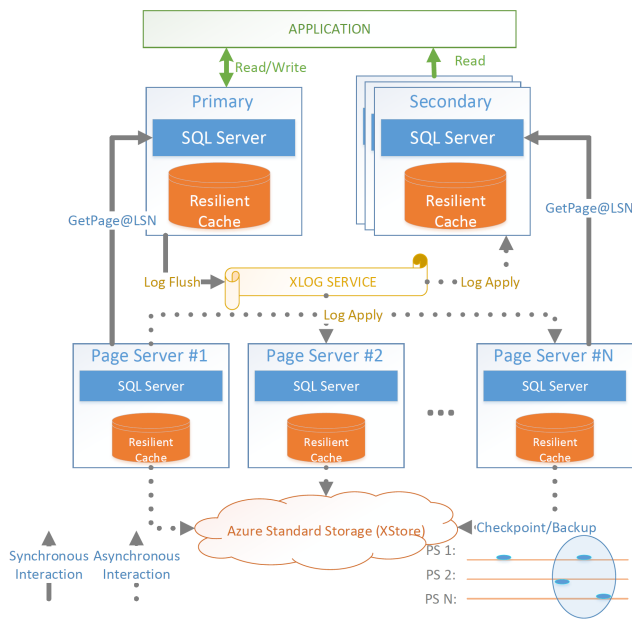 APPLICATION
Read/Write
Read
Primary
Secondary
SQL Server
SQL Server
Resilient
Cache
Resilient
Cache
GetPage@LSN
GetPage@LSN
Log Flush
XLOG SERVICE
Log Apply
Log Apply
Page Server #1
Page Server #2
Page Server #N
SQL Server
SQL Server
SQL Server
Resilient
Cache
Resilient
Cache
Resilient
Cache
Azure Standard Storage (XStore)
Checkpoint/Backup
Synchronous
Interaction
Asynchronous
Interaction
PS 1:
PS 2:
PS N: